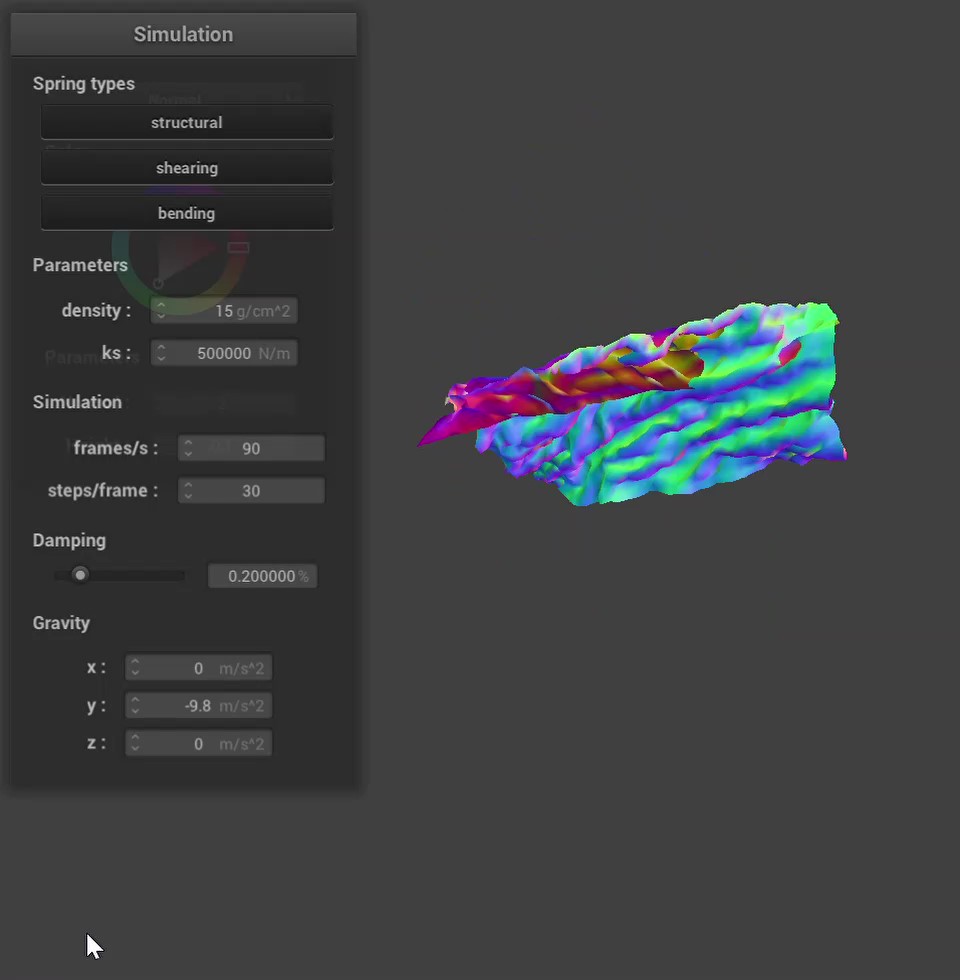 Simulation
Spring types
Normal
structural
shearing
bending
Parameters
density : 15 g/cm^2
ks : 500000 N/m
Simulation
frames/s : 90
steps/frame : 30
Damping
0.200000 %
Gravity
x : 0 m/s^2
y : -9.8 m/s^2
z : 0 m/s^2